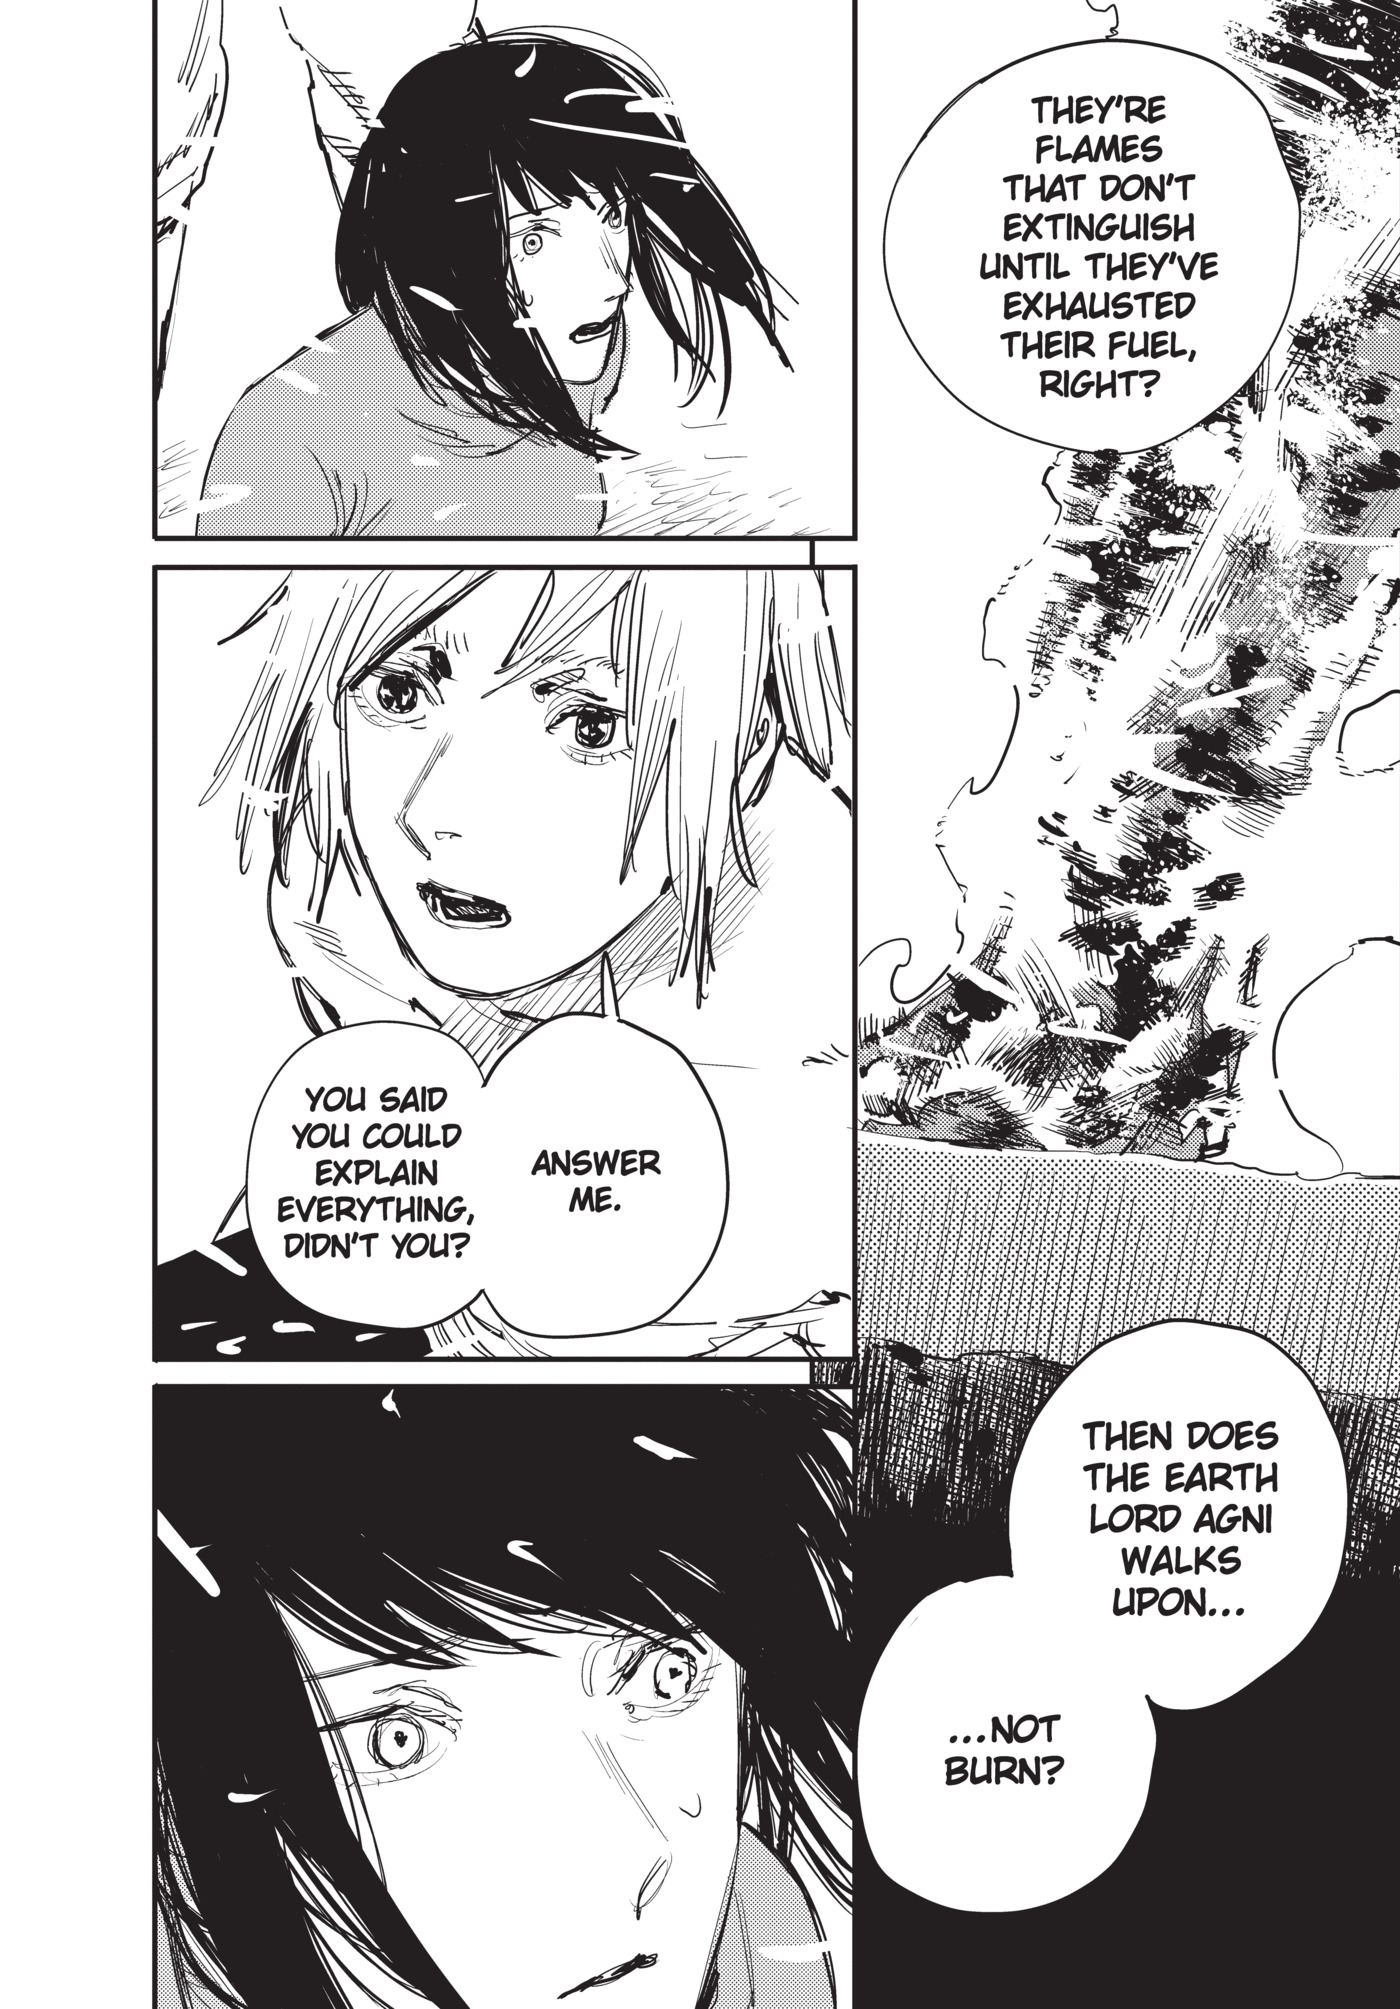 THEY'RE
FLAMES
THAT DON'T
EXTINGUISH
UNTIL THEY'VE
EXHAUSTED
THEIR FUEL,
RIGHT?
THEN DOES
THE EARTH
LORD AGNI
WALKS
UPON...
...NOT
BURN?
ANSWER
ME.
YOU SAID
YOU COULD
EXPLAIN
EVERYTHING,
DIDN'T YOU?